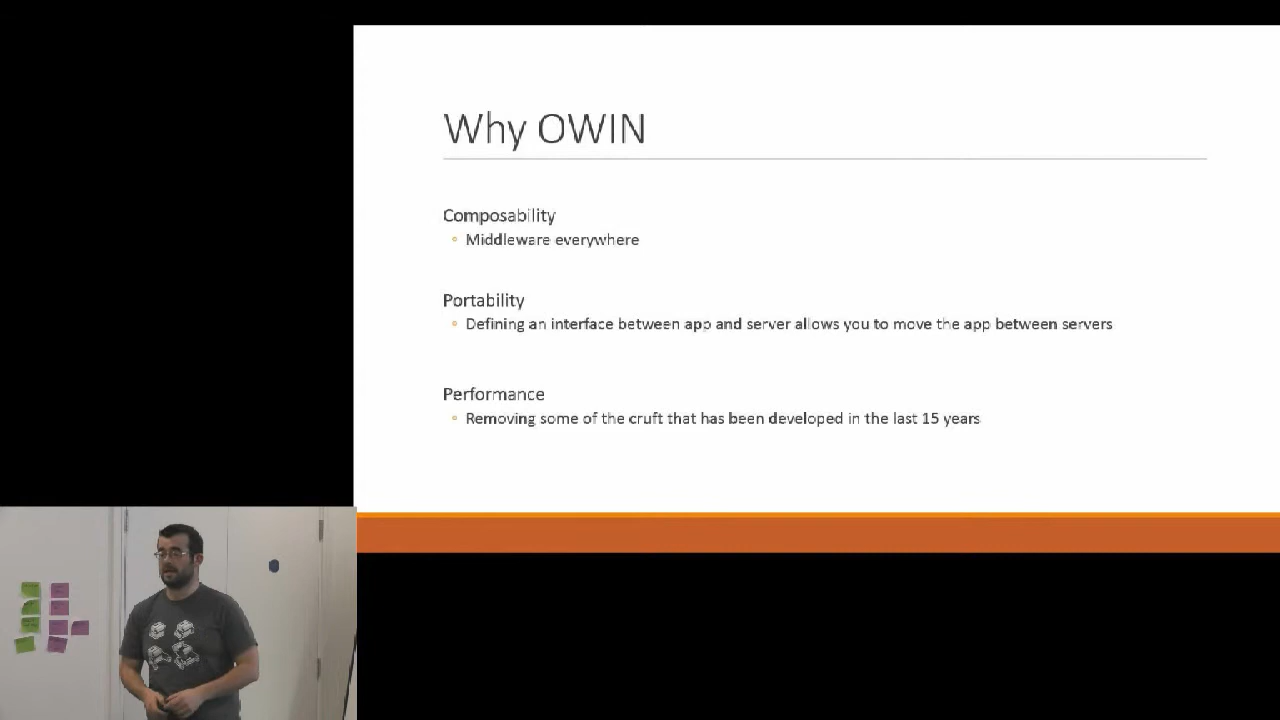 Why OWIN
Composability
Middleware everywhere
Portability
Defining an interface between app and server allows you to move the app between servers
Performance
Removing some of the cruft that has been developed in the last 15 years